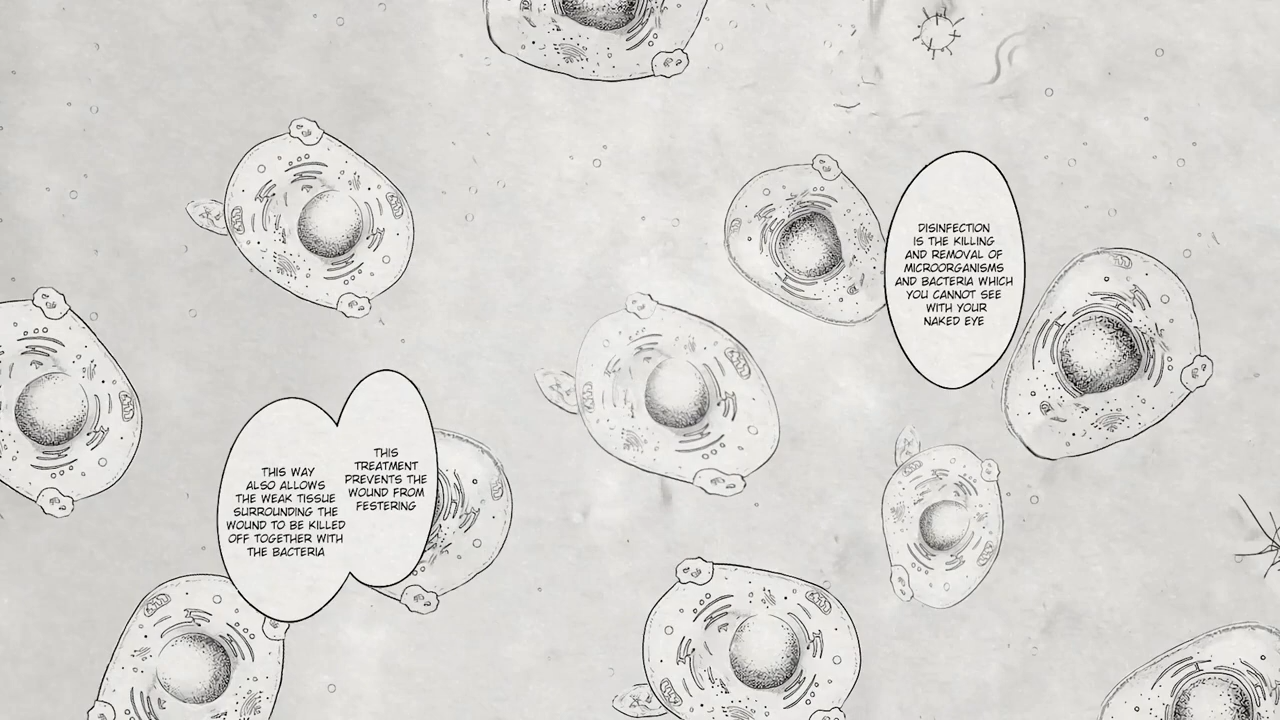 DISINFECTION
IS THE KILLING
AND REMOVAL OF
MICROORGANISMS
AND BACTERIA WHICH
YOU CANNOT SEE
WITH YOUR
NAKED EYE
THIS
TREATMENT
PREVENTS THE
WOUND FROM
FESTERING
THIS WAY
ALSO ALLOWS
THE WEAK TISSUE
SURROUNDING THE
WOUND TO BE KILLED
OFF TOGETHER WITH
THE BACTERIA